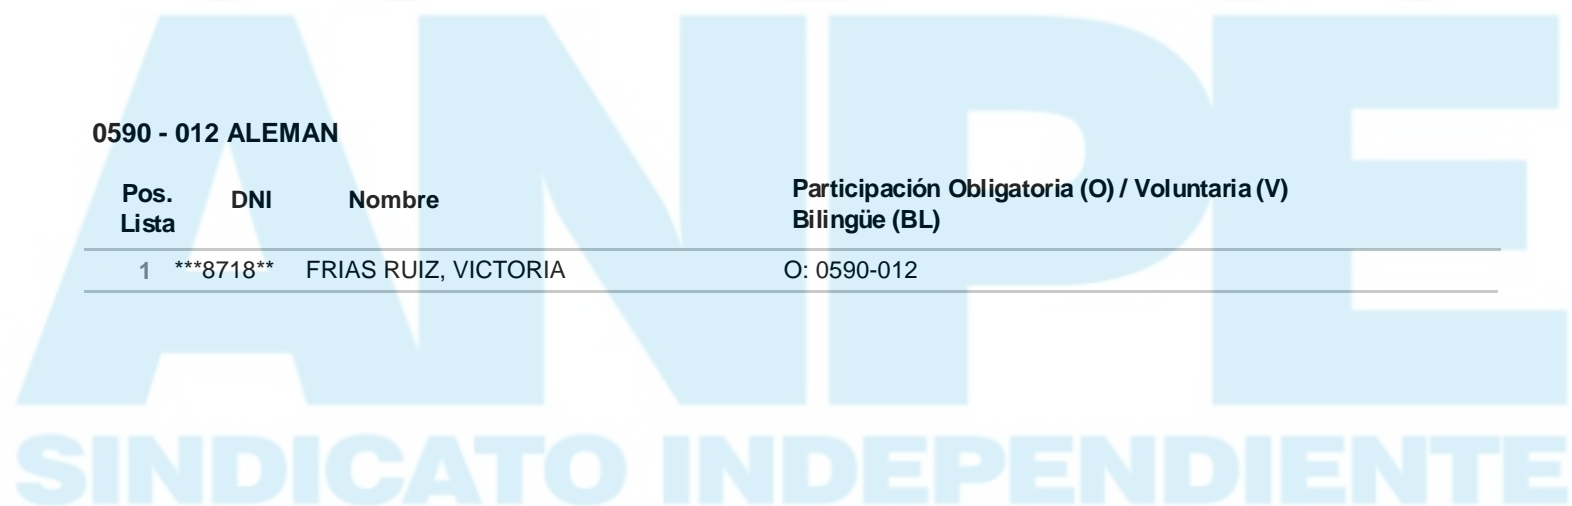 ANPE
SINDICATO INDEPENDIENTE
0590 - 012 ALEMAN
Pos. Lista DNI Nombre Participación Obligatoria (O) / Voluntaria (V)
Bilingüe (BL)
1 ***8718** FRIAS RUIZ, VICTORIA O: 0590-012